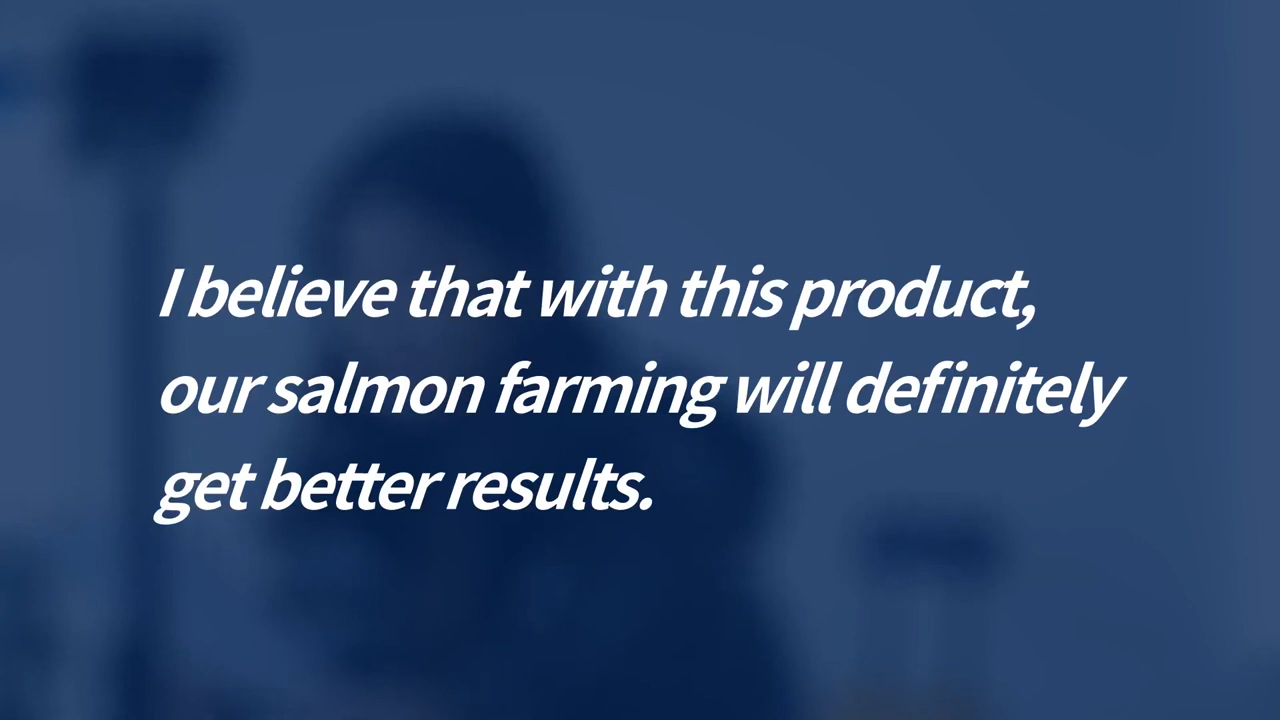 I believe that with this product,
our salmon farming will definitely
get better results.